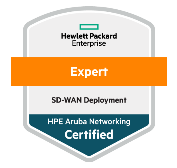 Hewlett Packard
Enterprise
Expert
SD-WAN Deployment
HPE Aruba Networking
Certified